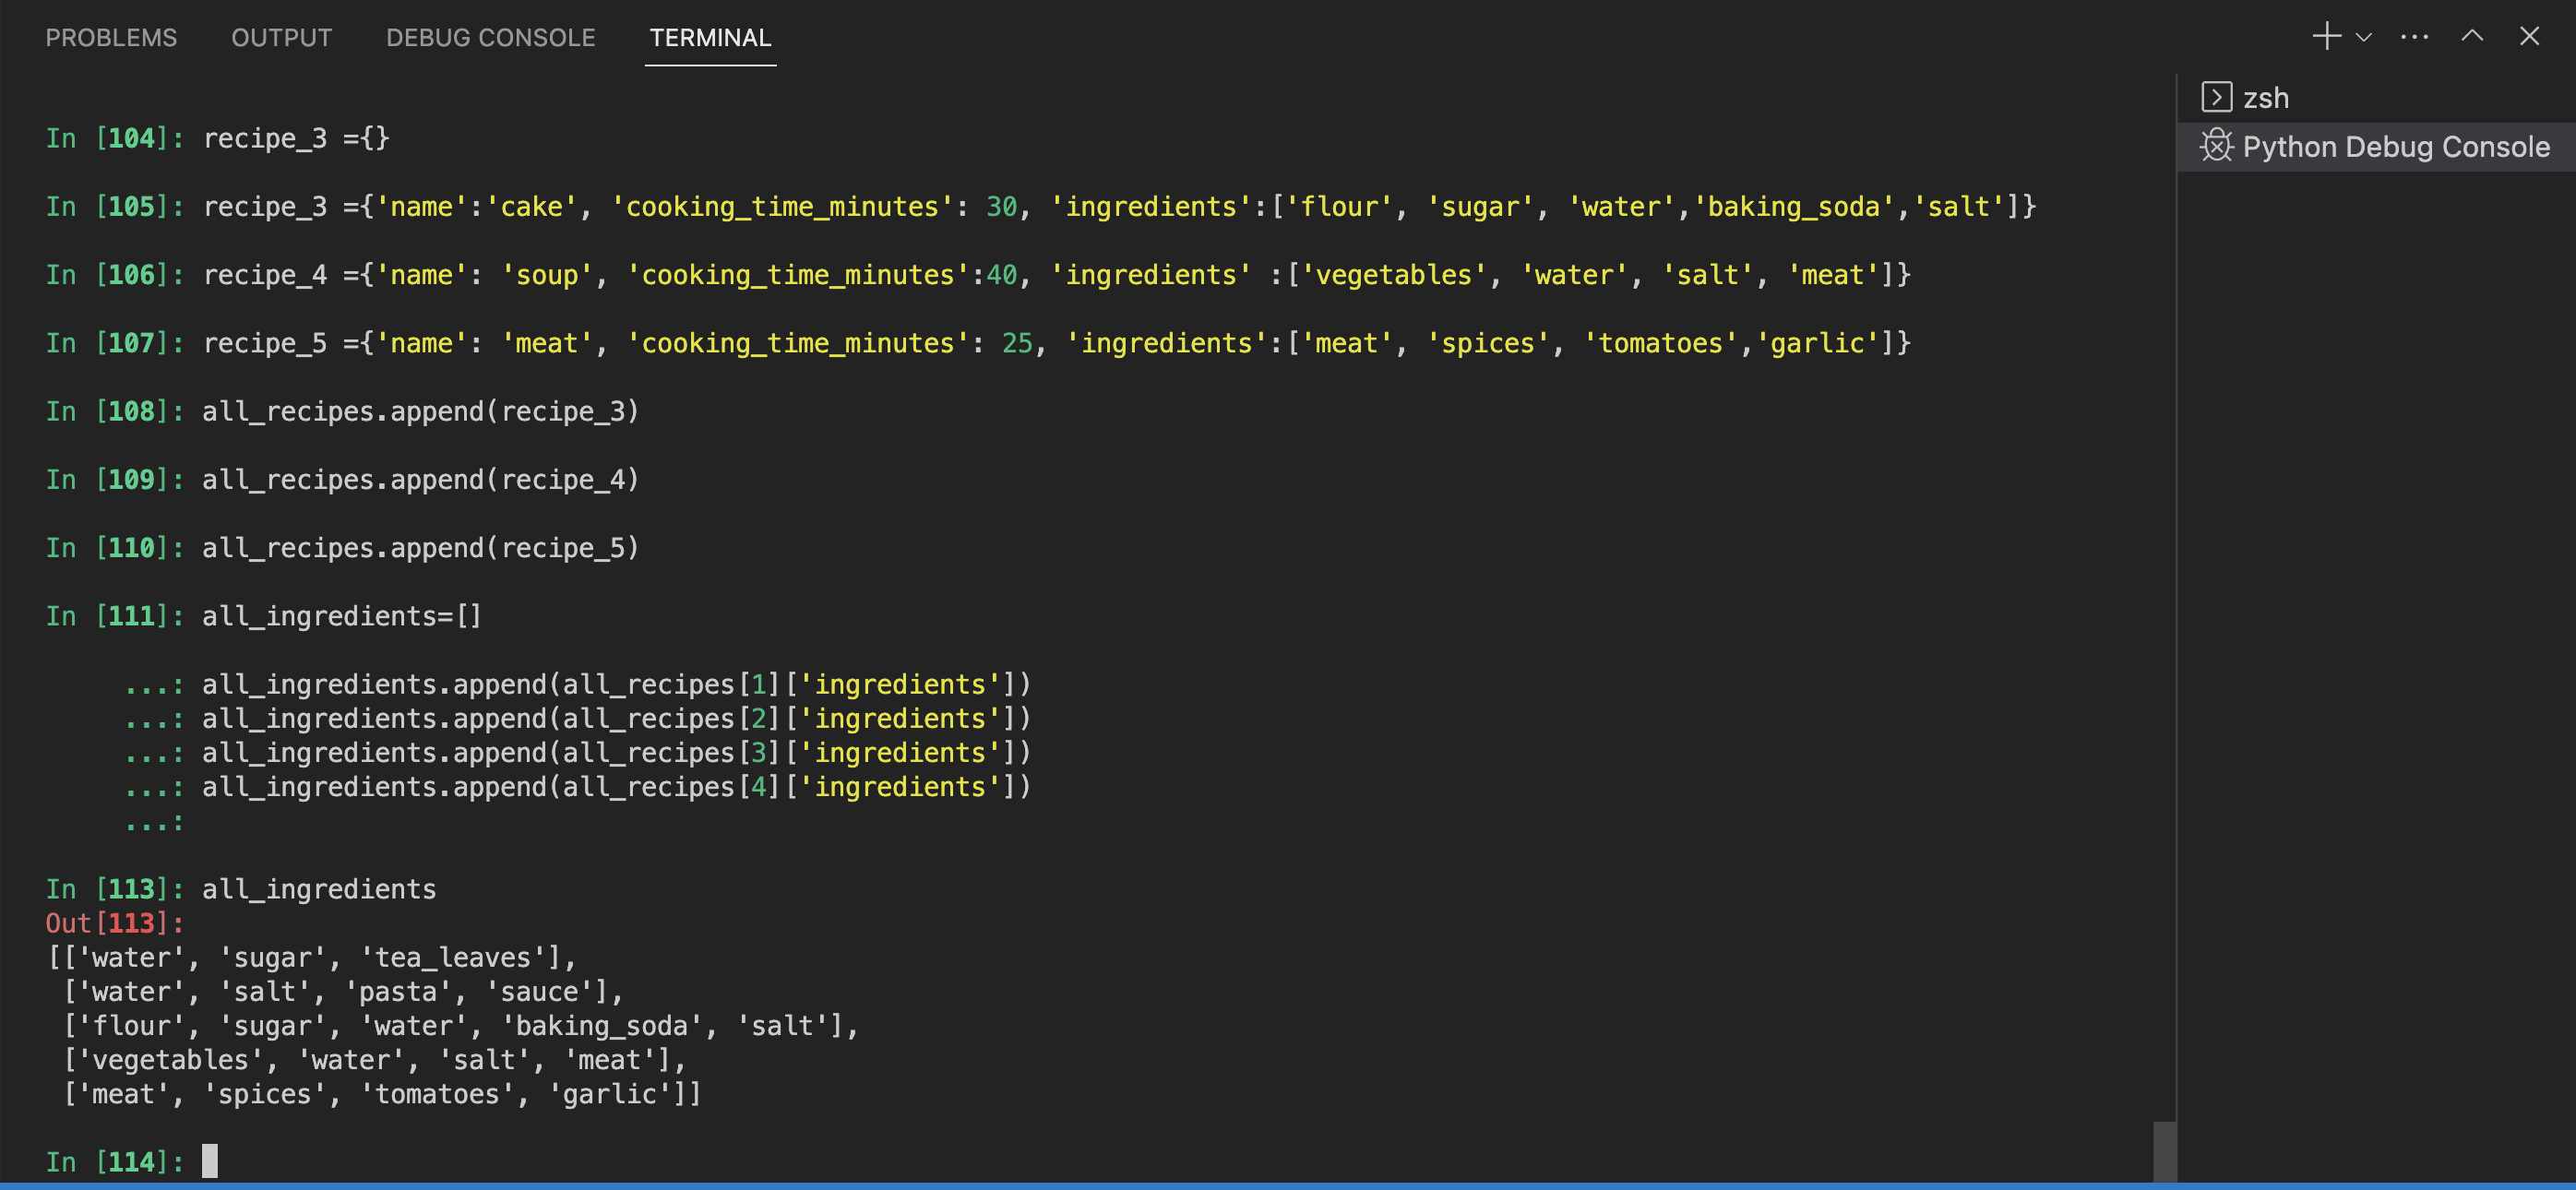 PROBLEMS OUTPUT DEBUG CONSOLE TERMINAL
zsh
Python Debug Console
In [104]: recipe_3 ={}
In [105]: recipe_3 ={'name':'cake', 'cooking_time_minutes': 30, 'ingredients':['flour', 'sugar', 'water','baking_soda','salt']}
In [106]: recipe_4 ={'name': 'soup', 'cooking_time_minutes':40, 'ingredients' :['vegetables', 'water', 'salt', 'meat']}
In [107]: recipe_5 ={'name': 'meat', 'cooking_time_minutes': 25, 'ingredients':['meat', 'spices', 'tomatoes','garlic']}
In [108]: all_recipes.append(recipe_3)
In [109]: all_recipes.append(recipe_4)
In [110]: all_recipes.append(recipe_5)
In [111]: all_ingredients=[]
...: all_ingredients.append(all_recipes[1]['ingredients'])
...: all_ingredients.append(all_recipes[2]['ingredients'])
...: all_ingredients.append(all_recipes[3]['ingredients'])
...: all_ingredients.append(all_recipes[4]['ingredients'])
...:
In [113]: all_ingredients
Out[113]:
[['water', 'sugar', 'tea_leaves'],
['water', 'salt', 'pasta', 'sauce'],
['flour', 'sugar', 'water', 'baking_soda', 'salt'],
['vegetables', 'water', 'salt', 'meat'],
['meat', 'spices', 'tomatoes', 'garlic']]
In [114]: